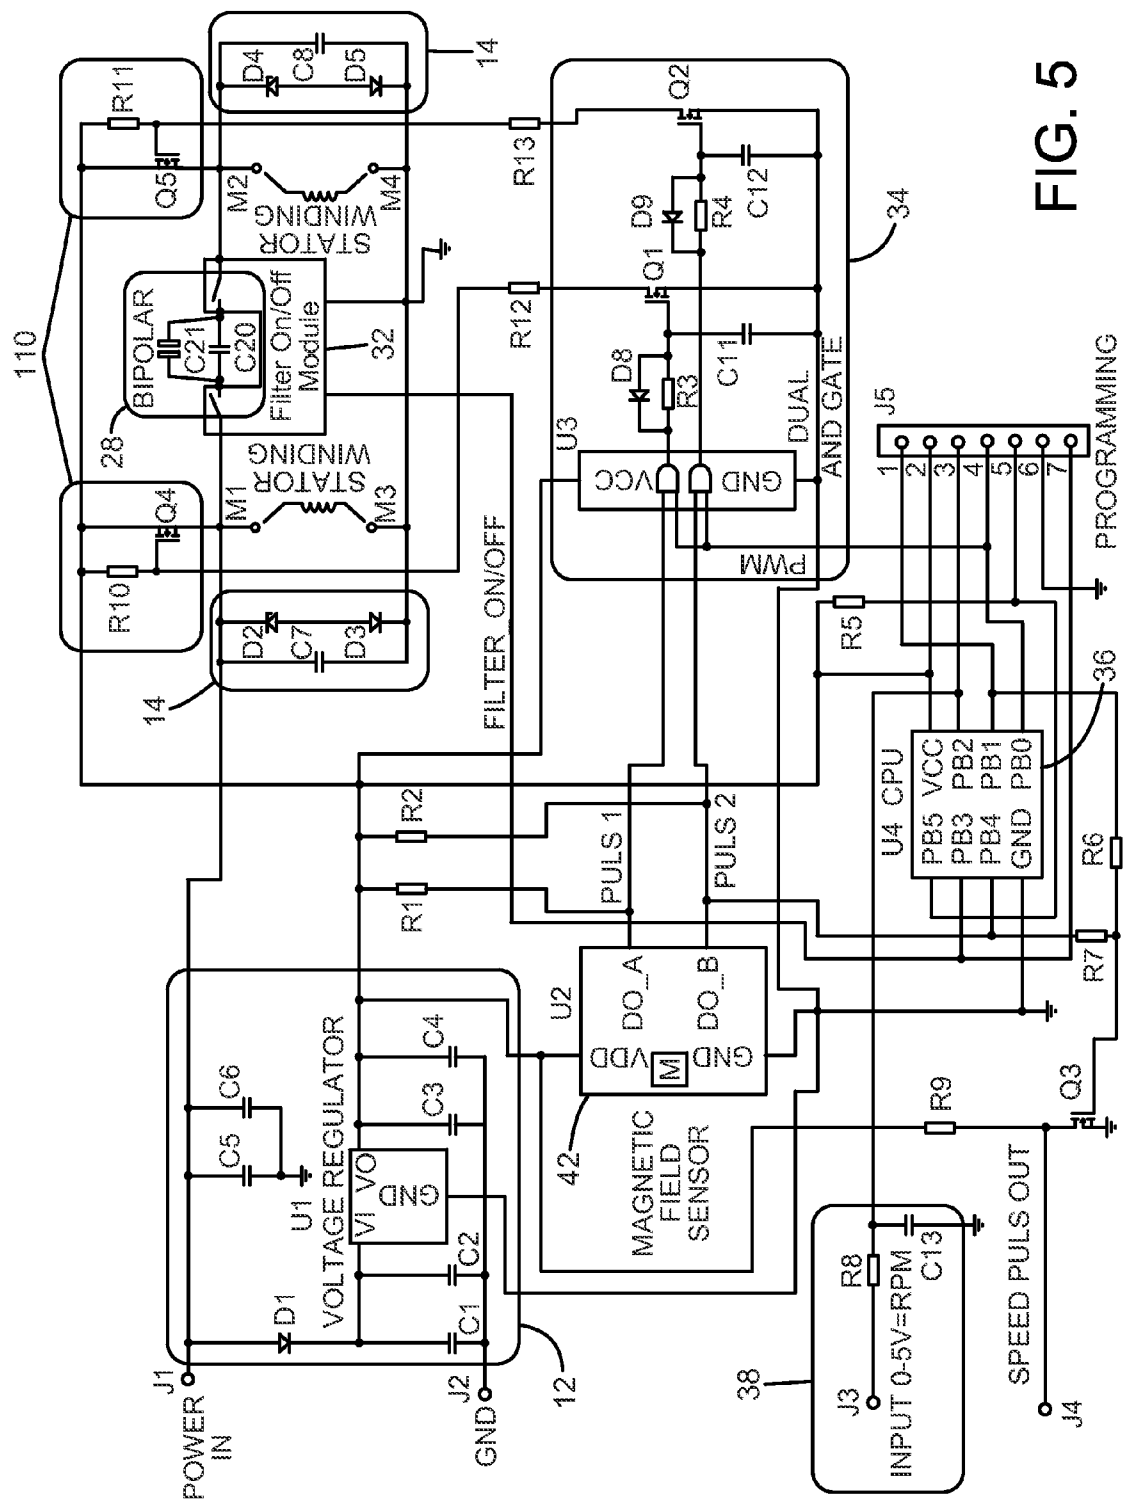 110
R11
Q5
D4
C8
D5
14
BIPOLAR
C21
C20
28
Filter On/Off
Module
32
M2
STATOR
WINDING
M4
R10
Q4
M1
STATOR
WINDING
M3
D2
C7
D3
14
FILTER ON/OFF
R12
R13
Q1
Q2
D8
R3
C11
D9
R4
C12
U3
VCC
GND
DUAL
AND GATE
PWM
34
J1
POWER
IN
J2
GND
D1
C1
C2
C3
C4
C5
C6
U1
VOLTAGE REGULATOR
VI VO
GND
12
R1
R2
PULS 1
PULS 2
U2
DO_A
DO_B
VDD
GND
M
42
MAGNETIC
FIELD
SENSOR
R5
J5
1
2
3
4
5
6
7
PROGRAMMING
U4 CPU
PB5 VCC
PB3 PB2
PB4 PB1
GND PB0
36
R6
R7
R9
Q3
38
J3
R8
C13
INPUT 0-5V=RPM
SPEED PULS OUT
J4
FIG. 5